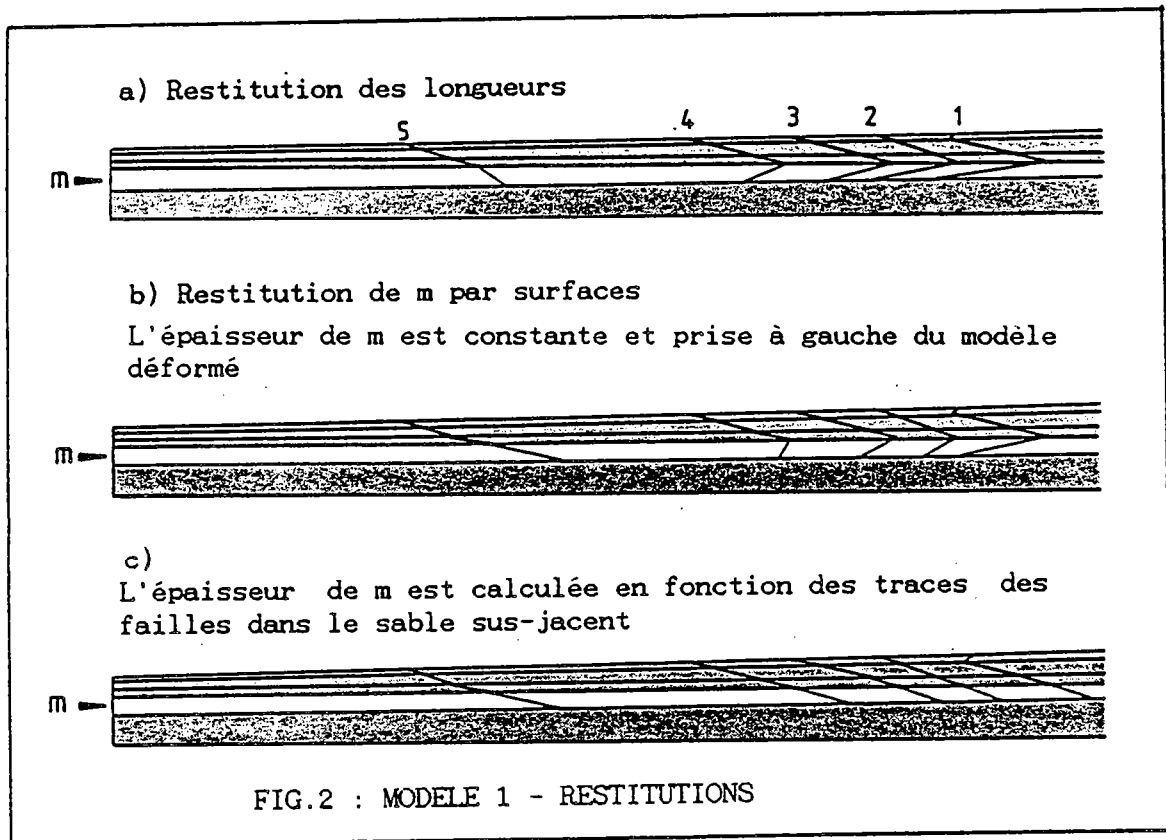 a) Restitution des longueurs
5 4 3 2 1
m
b) Restitution de m par surfaces
L'épaisseur de m est constante et prise à gauche du modèle
déformé
m
c)
L'épaisseur de m est calculée en fonction des traces des
failles dans le sable sus-jacent
m
FIG.2 : MODELE 1 - RESTITUTIONS